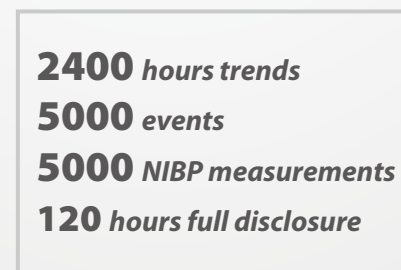 2400 hours trends
5000 events
5000 NIBP measurements
120 hours full disclosure